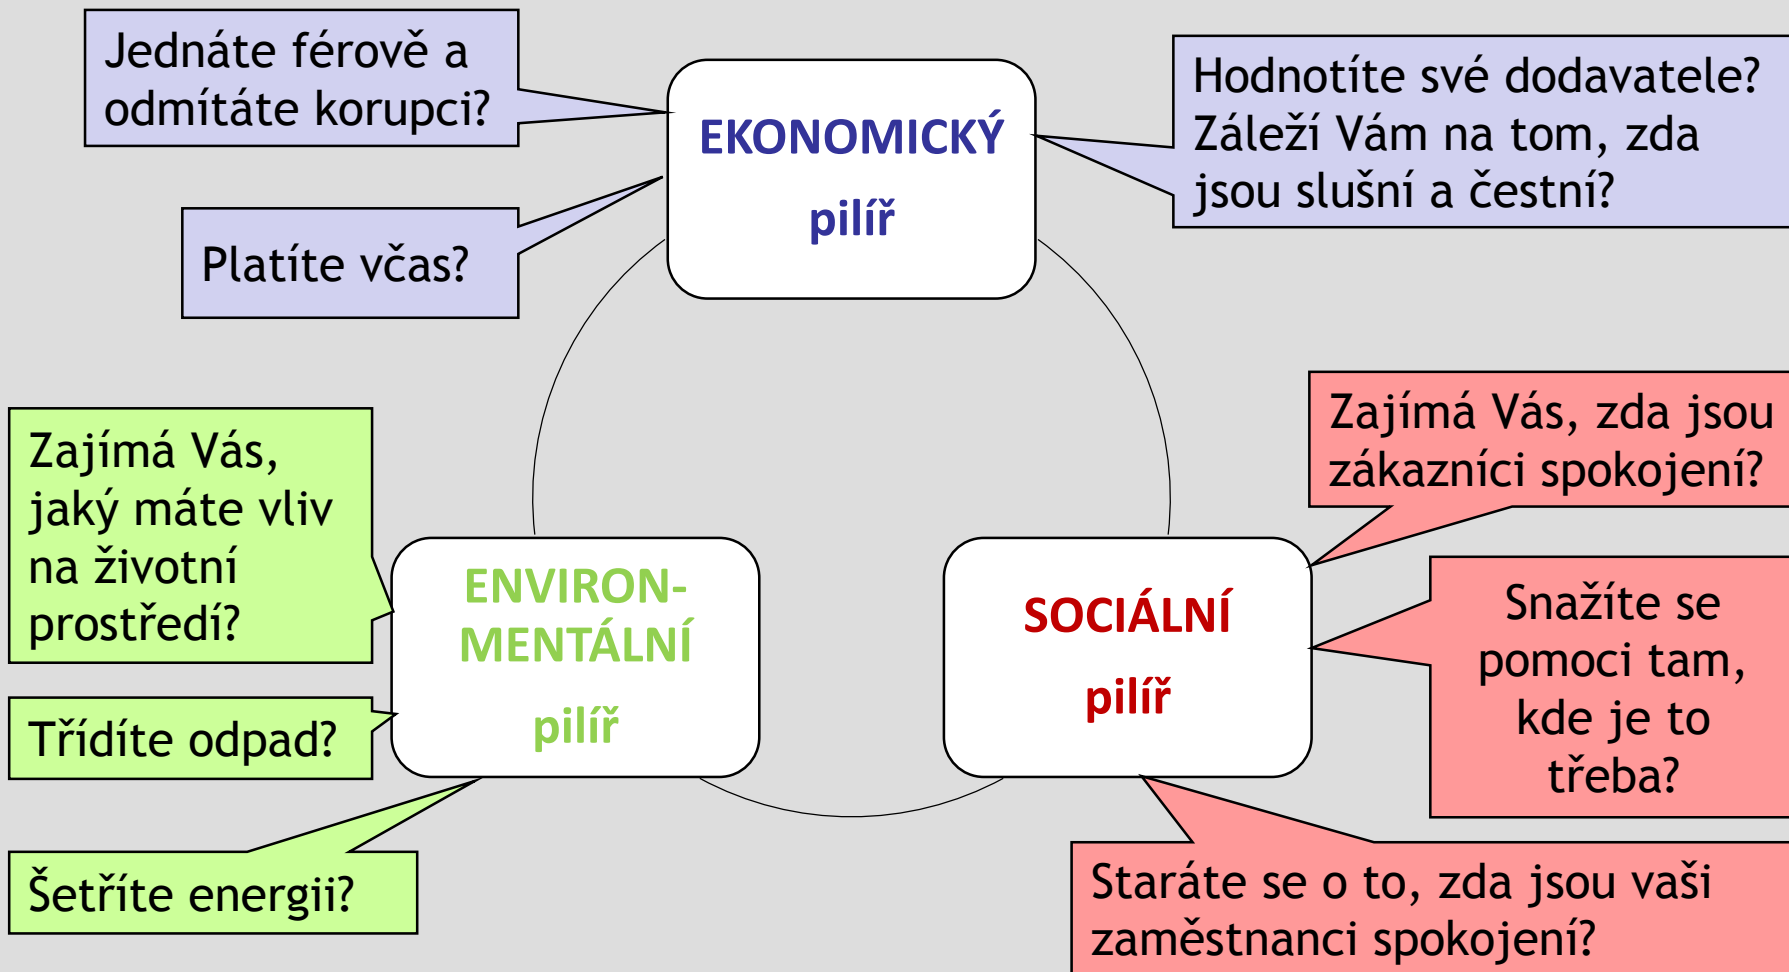 Jednáte férově a
odmítáte korupci?
Platíte včas?
EKONOMICKÝ
pilíř
Hodnotíte své dodavatele?
Záleží Vám na tom, zda
jsou slušní a čestní?
Zajímá Vás,
jaký máte vliv
na životní
prostředí?
Třídíte odpad?
Šetříte energii?
ENVIRON-
MENTÁLNÍ
pilíř
SOCIÁLNÍ
pilíř
Zajímá Vás, zda jsou
zákazníci spokojení?
Snažíte se
pomoci tam,
kde je to
třeba?
Staráte se o to, zda jsou vaši
zaměstnanci spokojení?